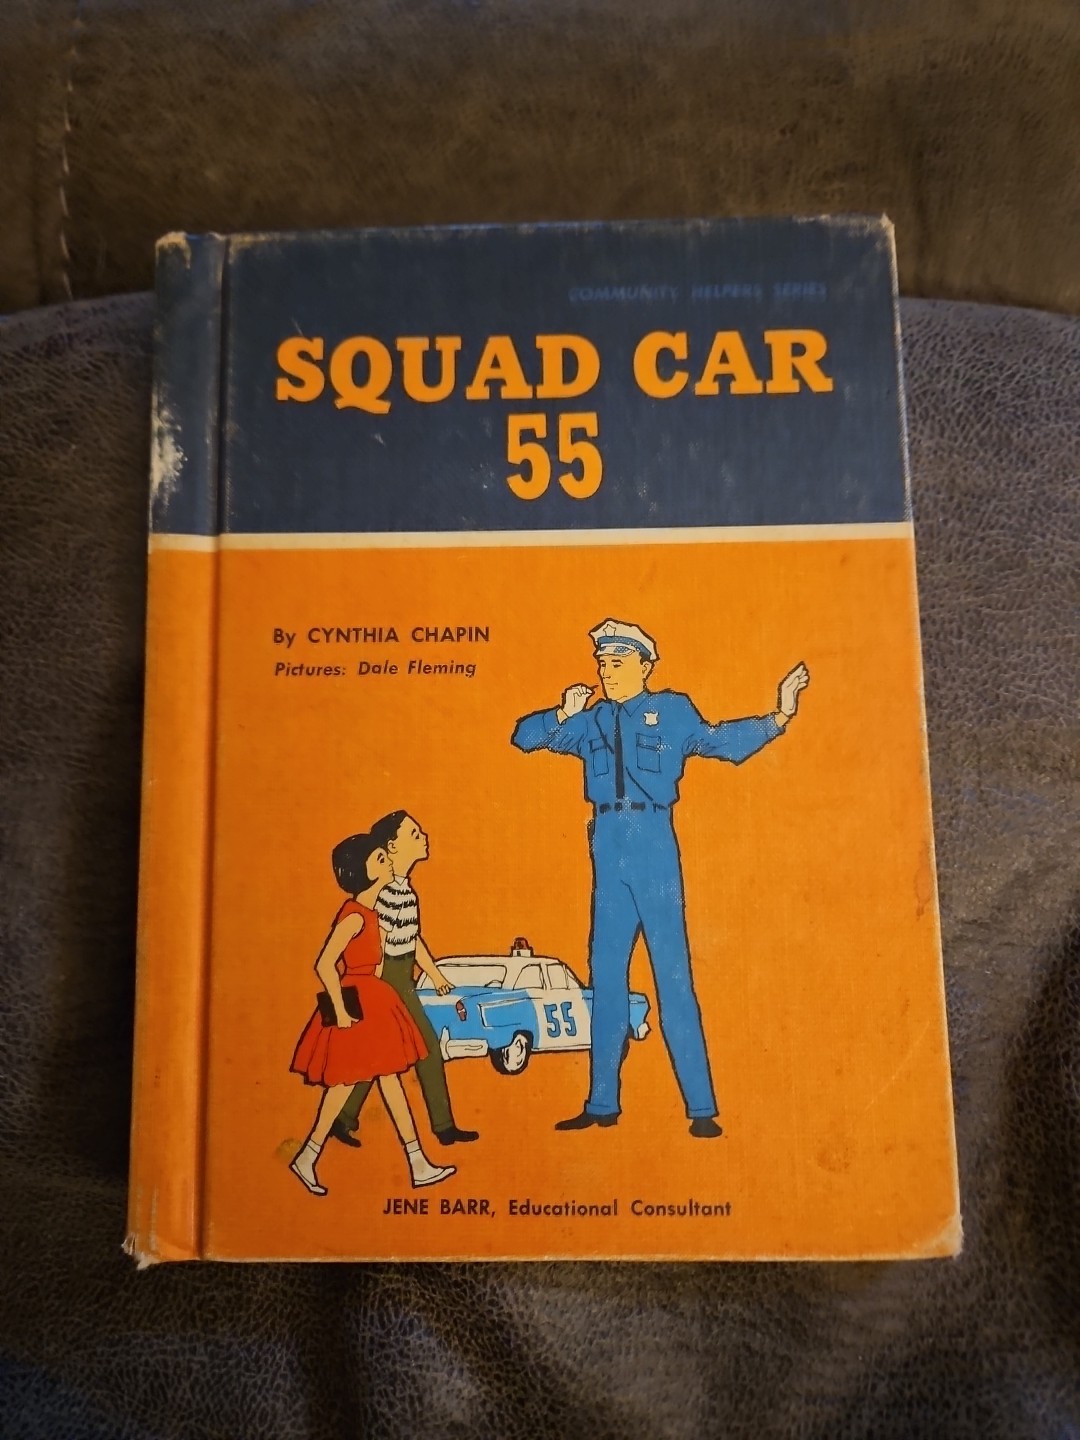 COMMUNITY HELPERS SERIES
SQUAD CAR
55
By CYNTHIA CHAPIN
Pictures: Dale Fleming
55
JENE BARR, Educational Consultant